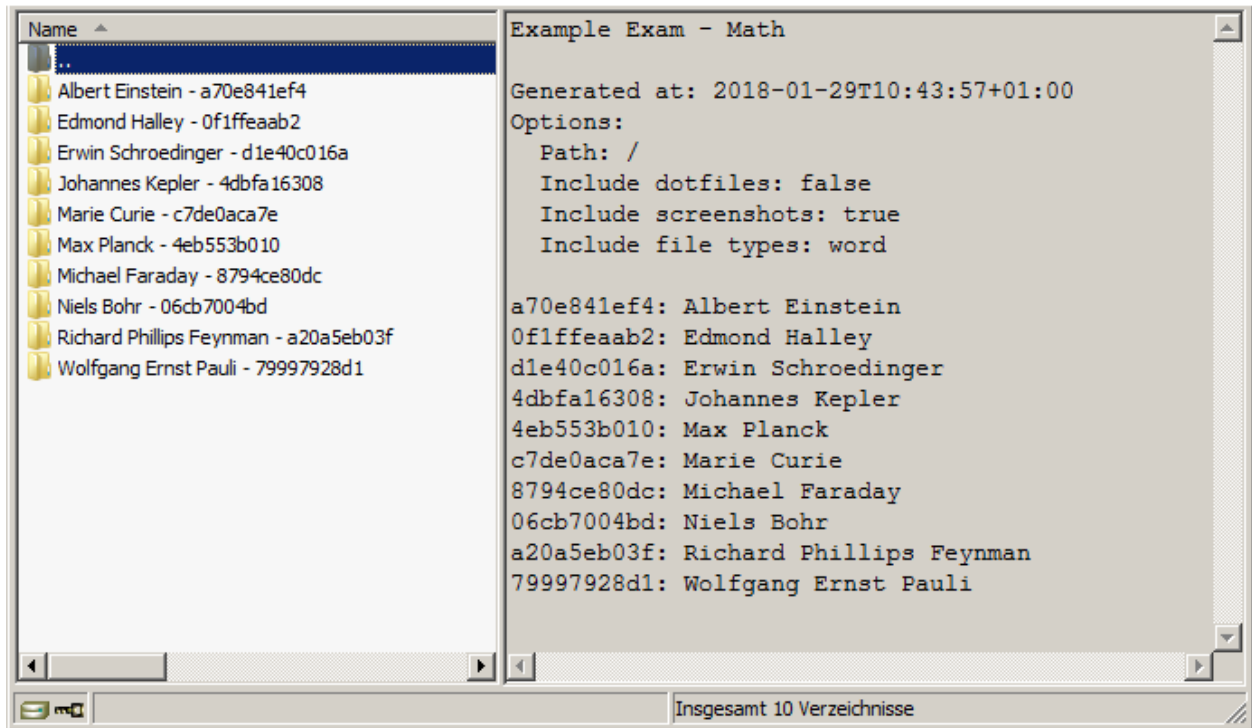 Name
..
Albert Einstein - a70e841ef4
Edmond Halley - 0f1ffeaab2
Erwin Schroedinger - d1e40c016a
Johannes Kepler - 4dbfa16308
Marie Curie - c7de0aca7e
Max Planck - 4eb553b010
Michael Faraday - 8794ce80dc
Niels Bohr - 06cb7004bd
Richard Phillips Feynman - a20a5eb03f
Wolfgang Ernst Pauli - 79997928d1
Example Exam - Math
Generated at: 2018-01-29T10:43:57+01:00
Options:
  Path: /
  Include dotfiles: false
  Include screenshots: true
  Include file types: word
a70e841ef4: Albert Einstein
0f1ffeaab2: Edmond Halley
d1e40c016a: Erwin Schroedinger
4dbfa16308: Johannes Kepler
4eb553b010: Max Planck
c7de0aca7e: Marie Curie
8794ce80dc: Michael Faraday
06cb7004bd: Niels Bohr
a20a5eb03f: Richard Phillips Feynman
79997928d1: Wolfgang Ernst Pauli
Insgesamt 10 Verzeichnisse